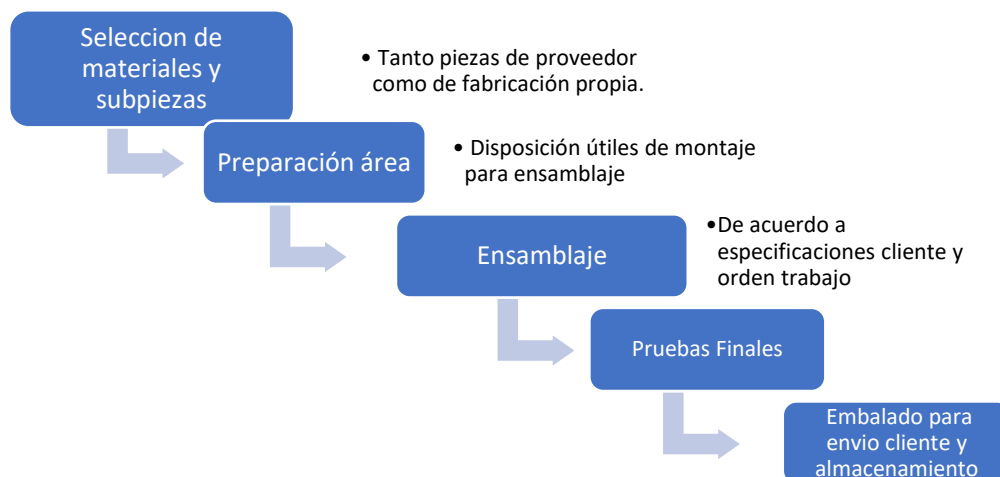 Seleccion de
materiales y
subpiezas
• Tanto piezas de proveedor
como de fabricación propia.
Preparación área
• Disposición útiles de montaje
para ensamblaje
Ensamblaje
•De acuerdo a
especificaciones cliente y
orden trabajo
Pruebas Finales
Embalado para
envio cliente y
almacenamiento